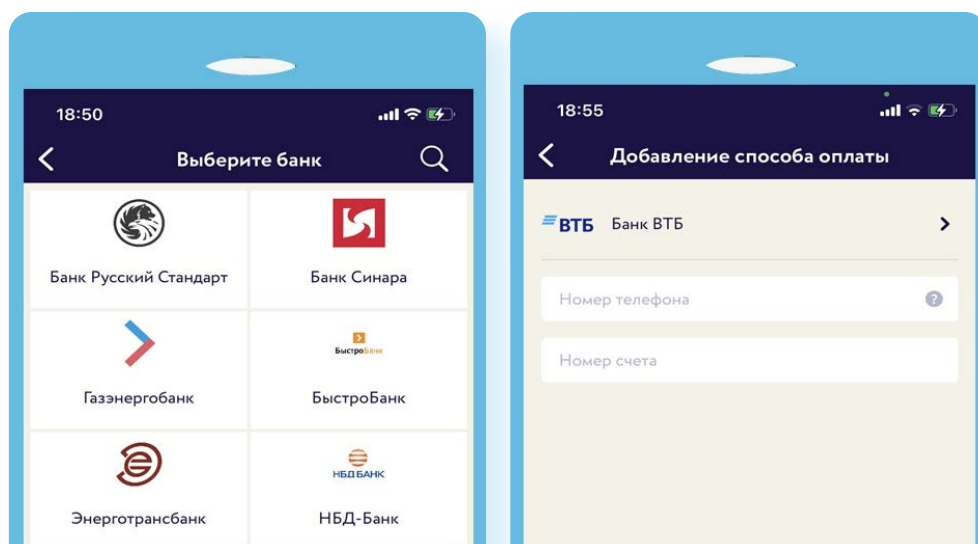 18:50
Выберите банк
Банк Русский Стандарт
Банк Синара
БыстроБанк
Газэнергобанк
БыстроБанк
НБД БАНК
Энерготрансбанк
НБД-Банк
18:55
Добавление способа оплаты
ВТБ Банк ВТБ
Номер телефона ?
Номер счета